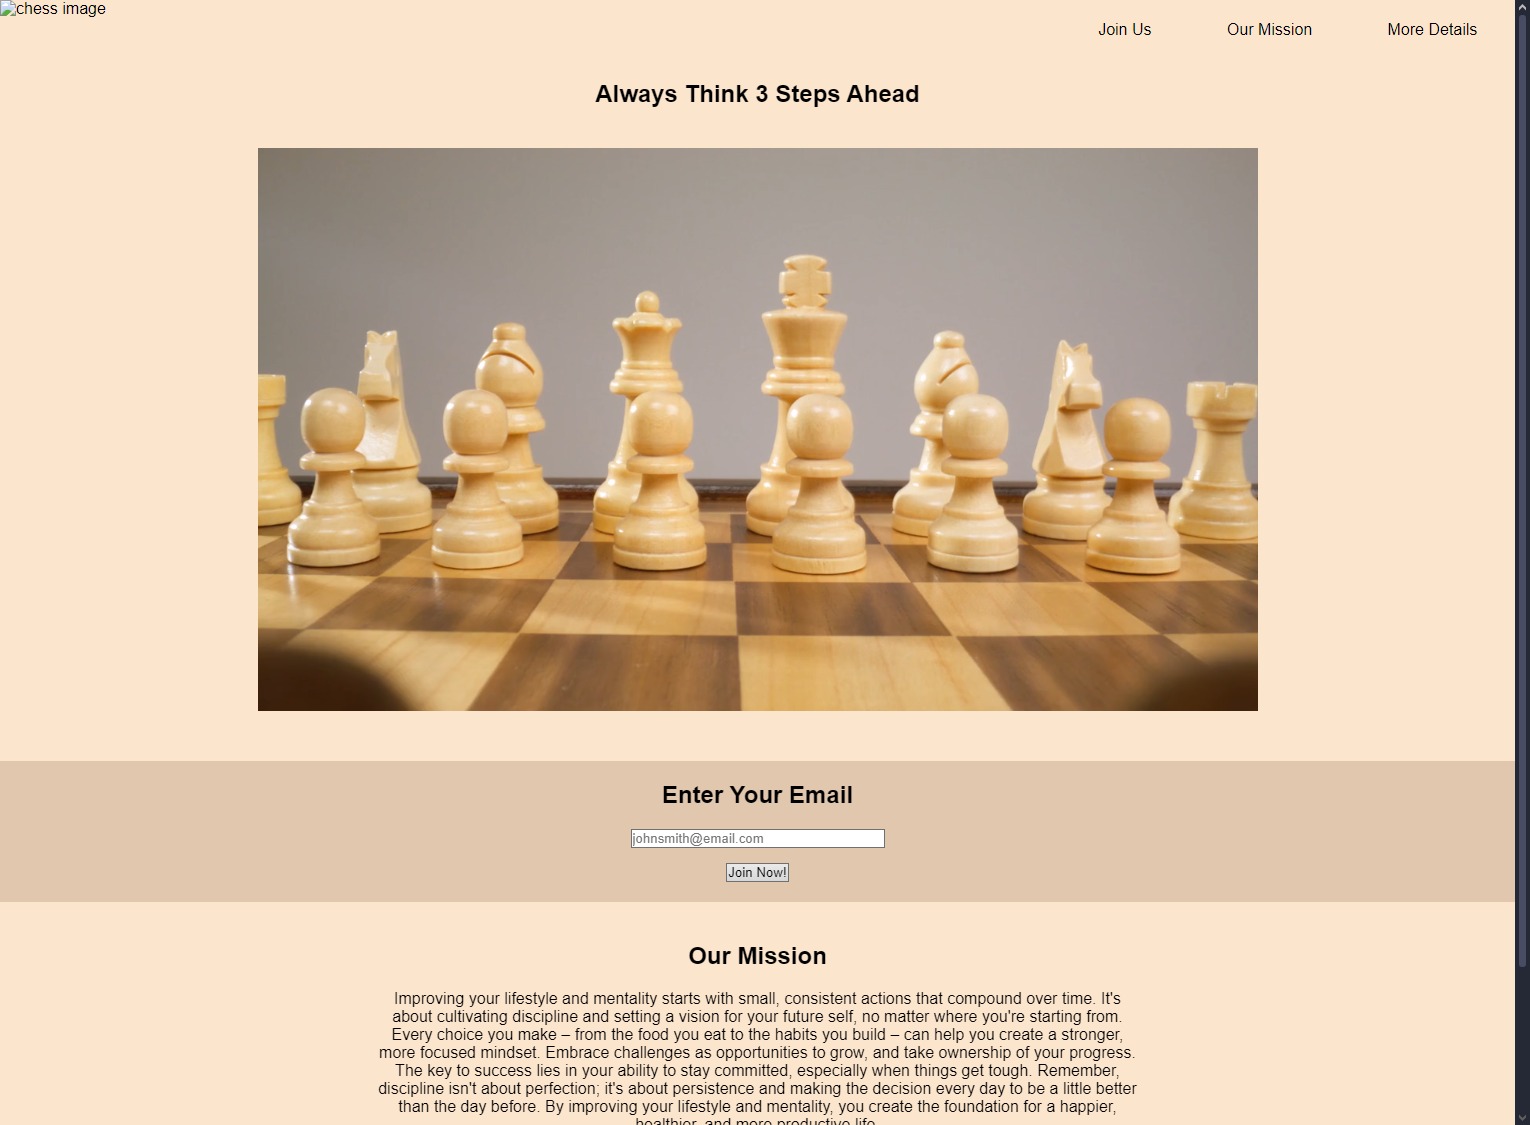 chess image
Join Us
Our Mission
More Details
Always Think 3 Steps Ahead
Enter Your Email
johnsmith@email.com
Join Now!
Our Mission
Improving your lifestyle and mentality starts with small, consistent actions that compound over time. It's
about cultivating discipline and setting a vision for your future self, no matter where you're starting from.
Every choice you make – from the food you eat to the habits you build – can help you create a stronger,
more focused mindset. Embrace challenges as opportunities to grow, and take ownership of your progress.
The key to success lies in your ability to stay committed, especially when things get tough. Remember,
discipline isn't about perfection; it's about persistence and making the decision every day to be a little better
than the day before. By improving your lifestyle and mentality, you create the foundation for a happier,
healthier, and more productive life.